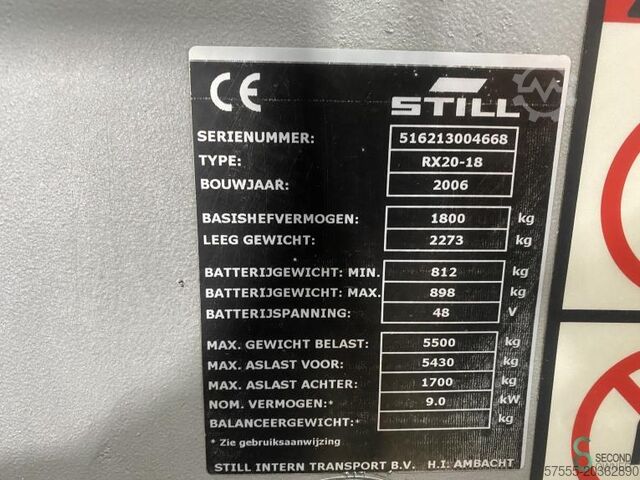 CE STILL
SERIENUMMER: 516213004668
TYPE: RX20-18
BOUWJAAR: 2006
BASISHEFVERMOGEN: 1800 kg
LEEG GEWICHT: 2273 kg
BATTERIJGEWICHT: MIN. 812 kg
BATTERIJGEWICHT: MAX. 898 kg
BATTERIJSPANNING: 48 V
MAX. GEWICHT BELAST: 5500 kg
MAX. ASLAST VOOR: 5430 kg
MAX. ASLAST ACHTER: 1700 kg
NOM. VERMOGEN:* 9.0 kW
BALANCEERGEWICHT:* kg
* Zie gebruiksaanwijzing
STILL INTERN TRANSPORT B.V. H.I. AMBACHT
SECOND
57555-20362890